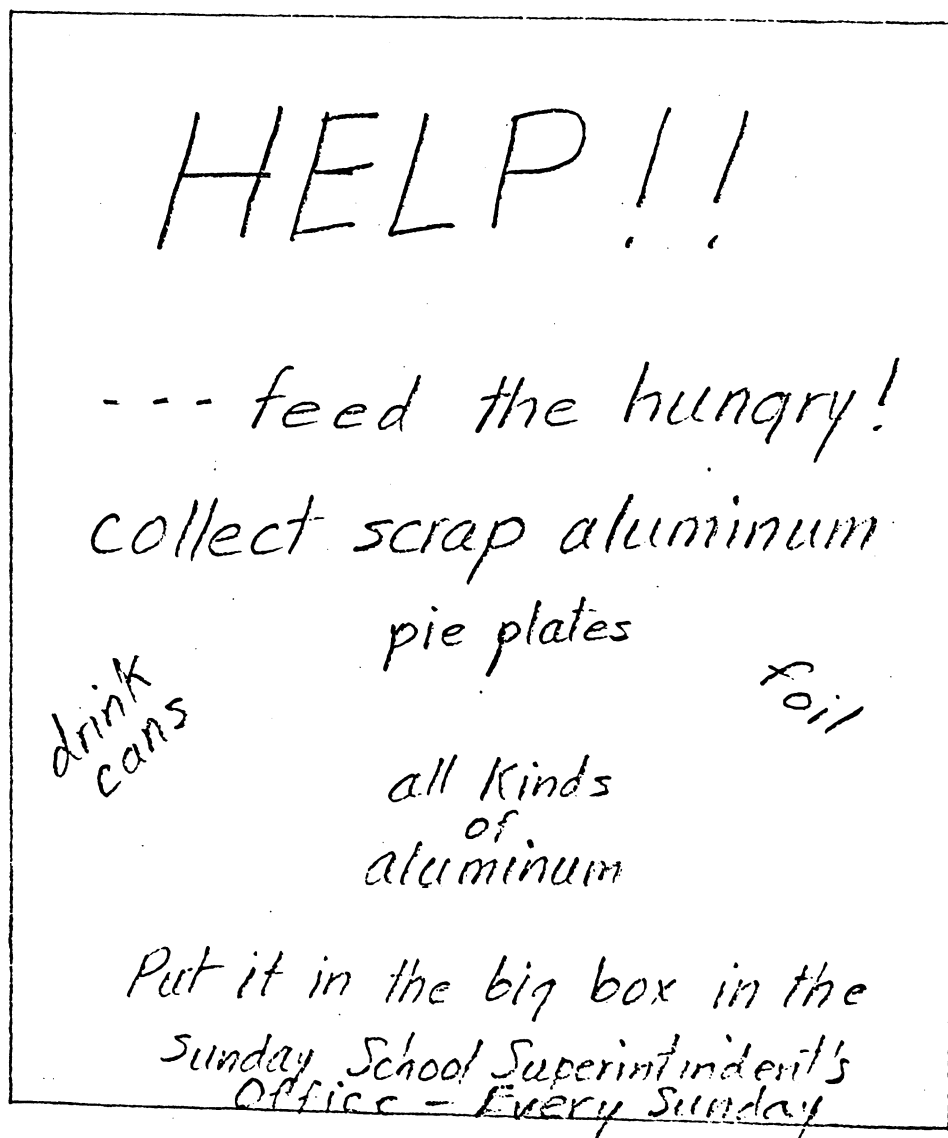 HELP!!
--- feed the hungry!
collect scrap aluminum
pie plates
drink
cans
foil
all kinds
of
aluminum
Put it in the big box in the
Sunday School Superintindent's
Office - Every Sunday